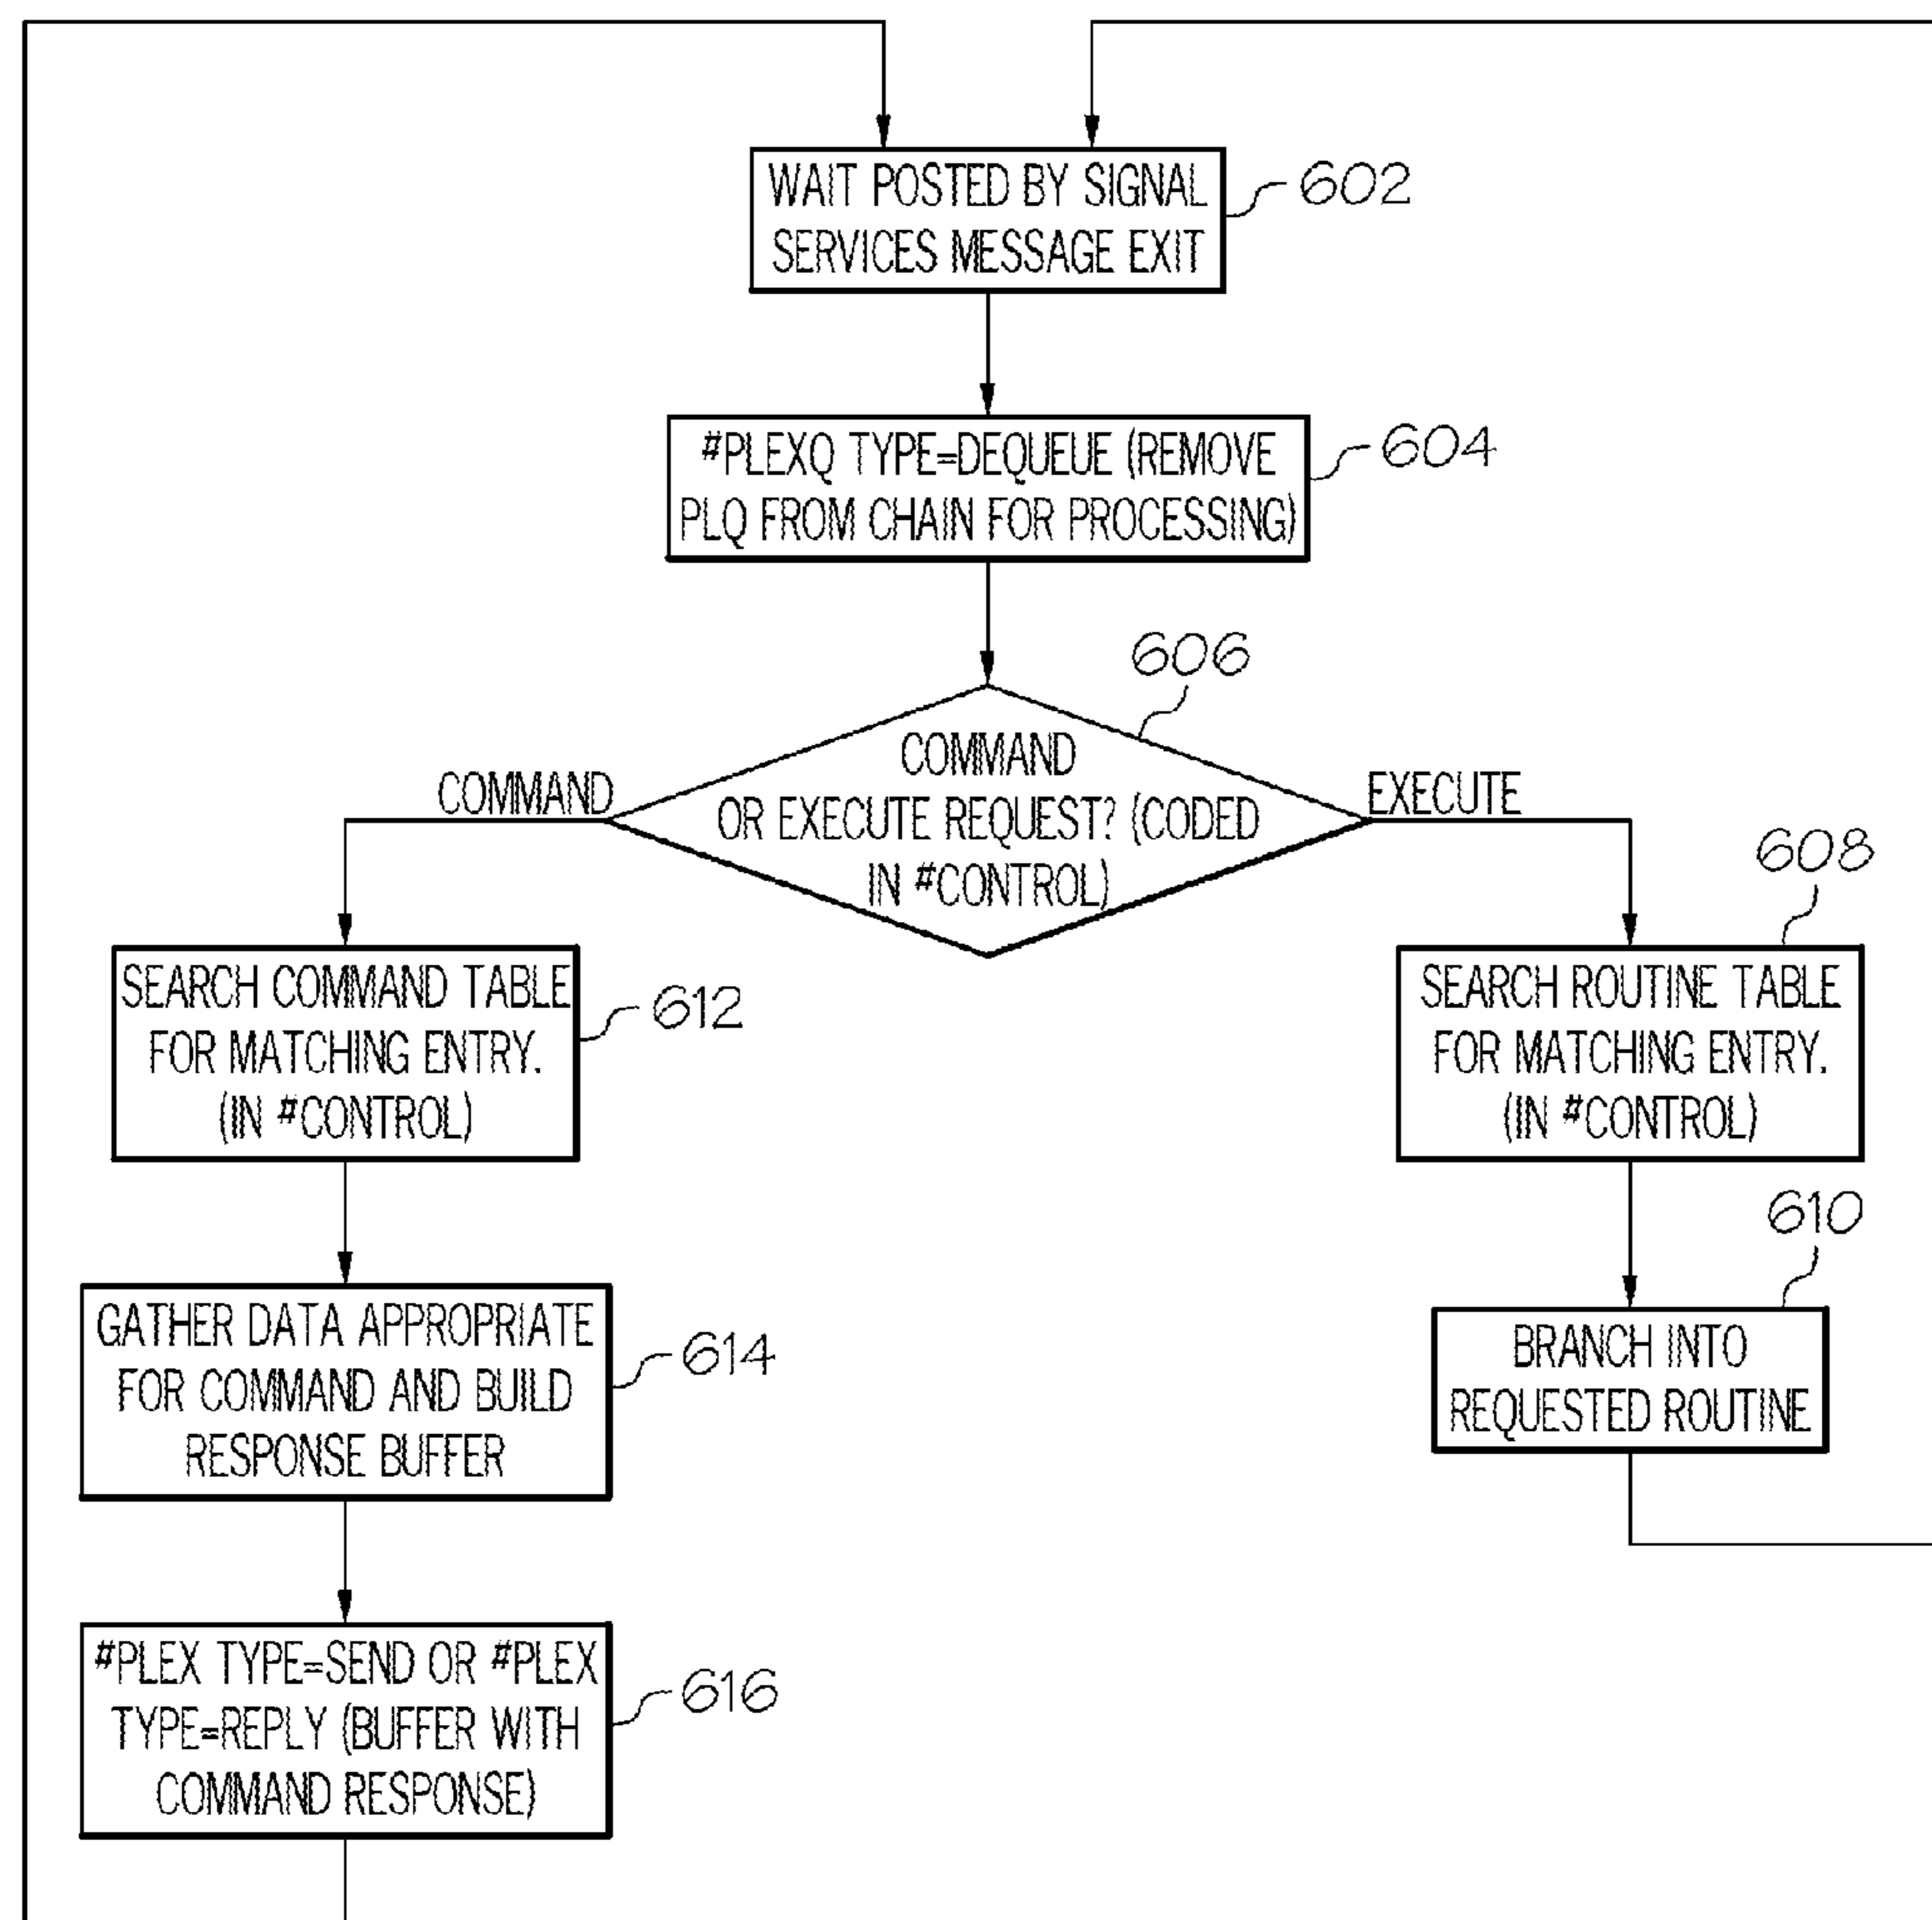 WAIT POSTED BY SIGNAL
SERVICES MESSAGE EXIT
602
#PLEXQ TYPE=DEQUEUE (REMOVE
PLQ FROM CHAIN FOR PROCESSING)
604
606
COMMAND
OR EXECUTE REQUEST? (CODED
IN #CONTROL)
COMMAND
EXECUTE
608
SEARCH COMMAND TABLE
FOR MATCHING ENTRY.
(IN #CONTROL)
612
SEARCH ROUTINE TABLE
FOR MATCHING ENTRY.
(IN #CONTROL)
610
GATHER DATA APPROPRIATE
FOR COMMAND AND BUILD
RESPONSE BUFFER
614
BRANCH INTO
REQUESTED ROUTINE
#PLEX TYPE=SEND OR #PLEX
TYPE=REPLY (BUFFER WITH
COMMAND RESPONSE)
616